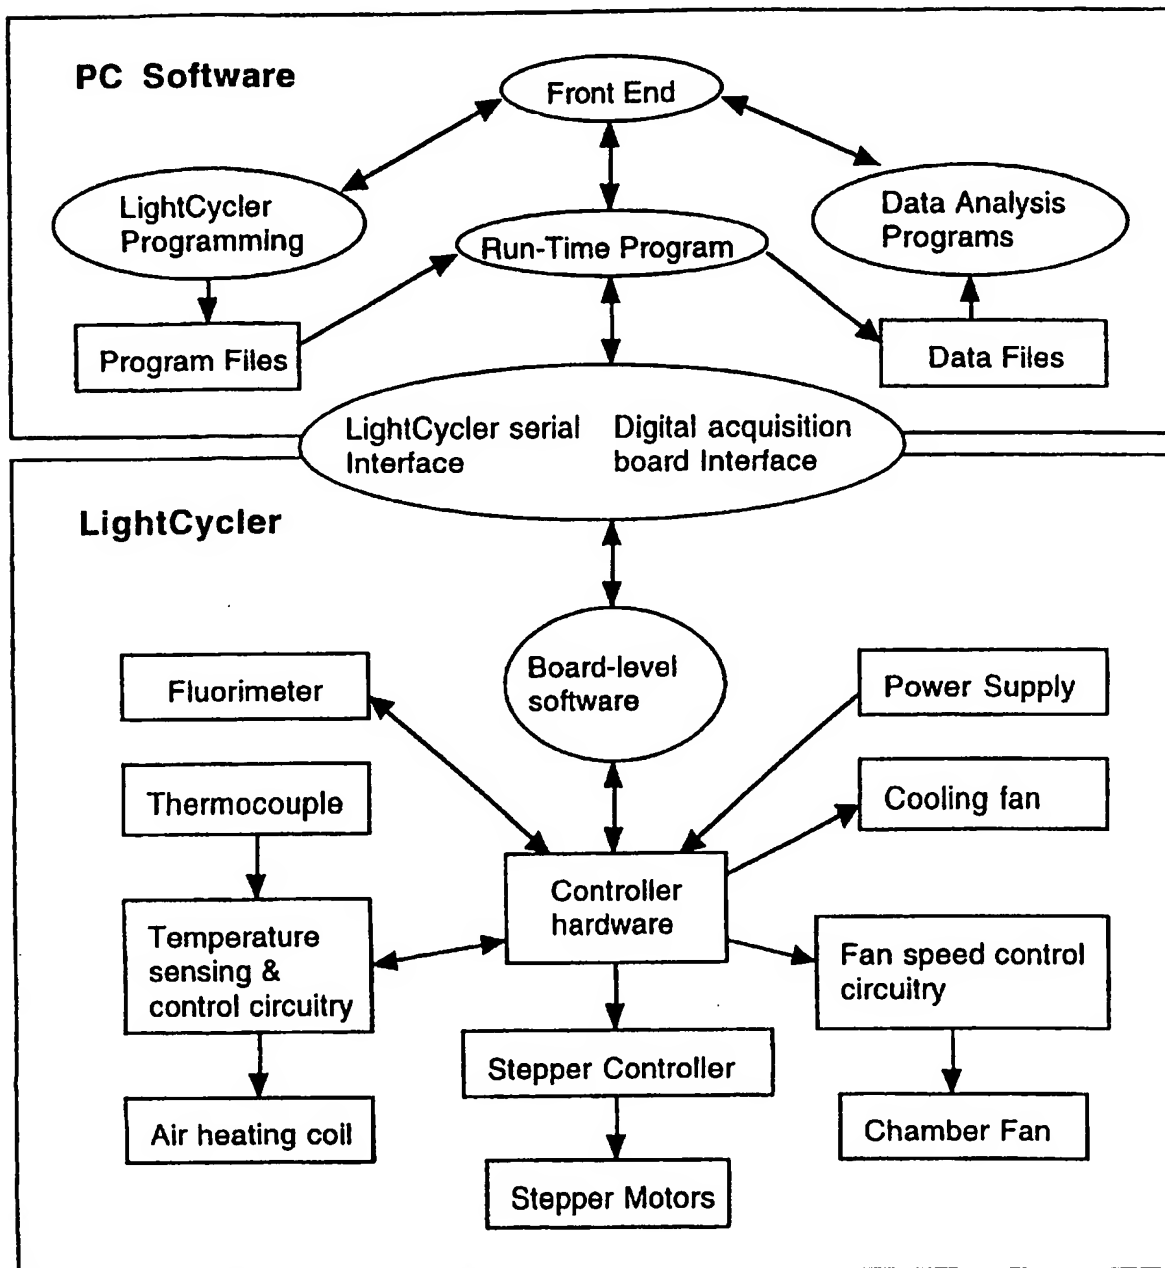 PC Software
Front End
LightCycler
Programming
Data Analysis
Programs
Run-Time Program
Program Files
Data Files
LightCycler serial
Interface
Digital acquisition
board Interface
LightCycler
Board-level
software
Fluorimeter
Power Supply
Thermocouple
Cooling fan
Controller
hardware
Temperature
sensing &
control circuitry
Fan speed control
circuitry
Stepper Controller
Air heating coil
Chamber Fan
Stepper Motors